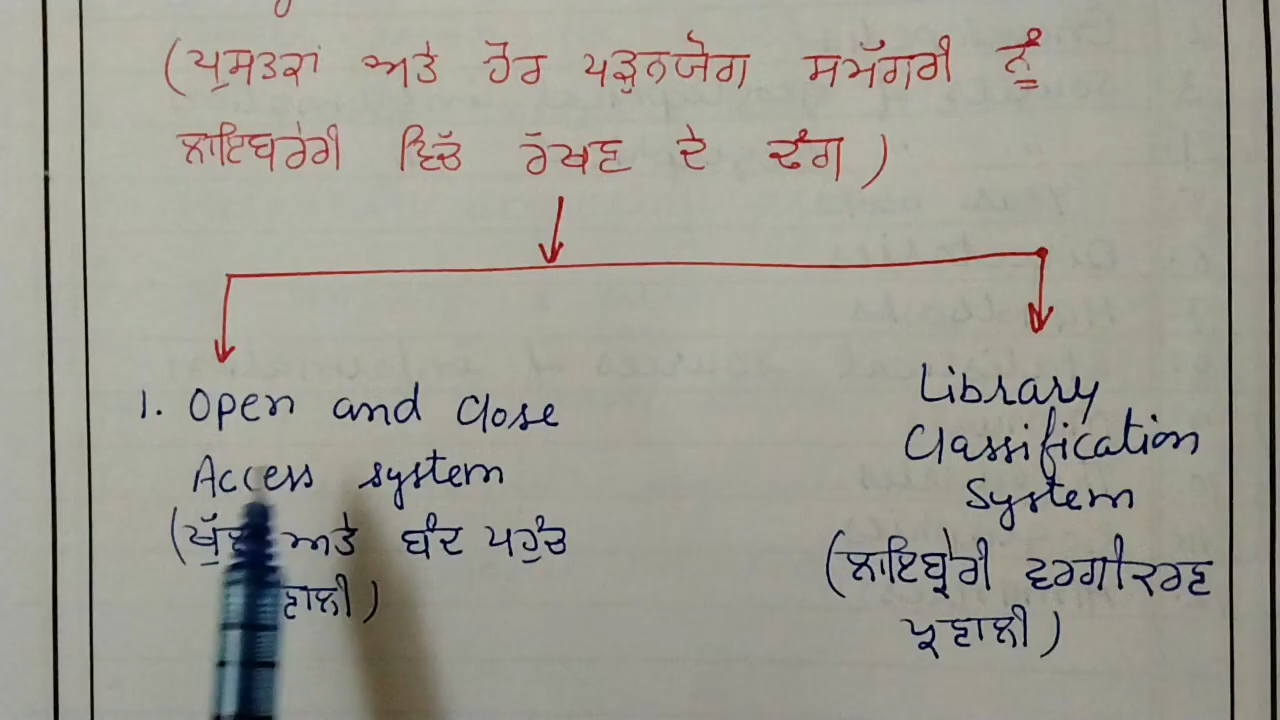 (ਪੁਸਤਕਾਂ ਅਤੇ ਹੋਰ ਪੜ੍ਹਨਯੋਗ ਸਮੱਗਰੀ ਨੂੰ
ਲਾਇਬਰੇਰੀ ਵਿੱਚ ਰੱਖਣ ਦੇ ਢੰਗ)
1. Open and Close
Access system
ਅਤੇ ਬੰਦ ਪਹੁੰਚ
Library
Classification
System
(ਲਾਇਬ੍ਰੇਰੀ ਵਰਗੀਕਰਣ
ਪ੍ਰਣਾਲੀ)